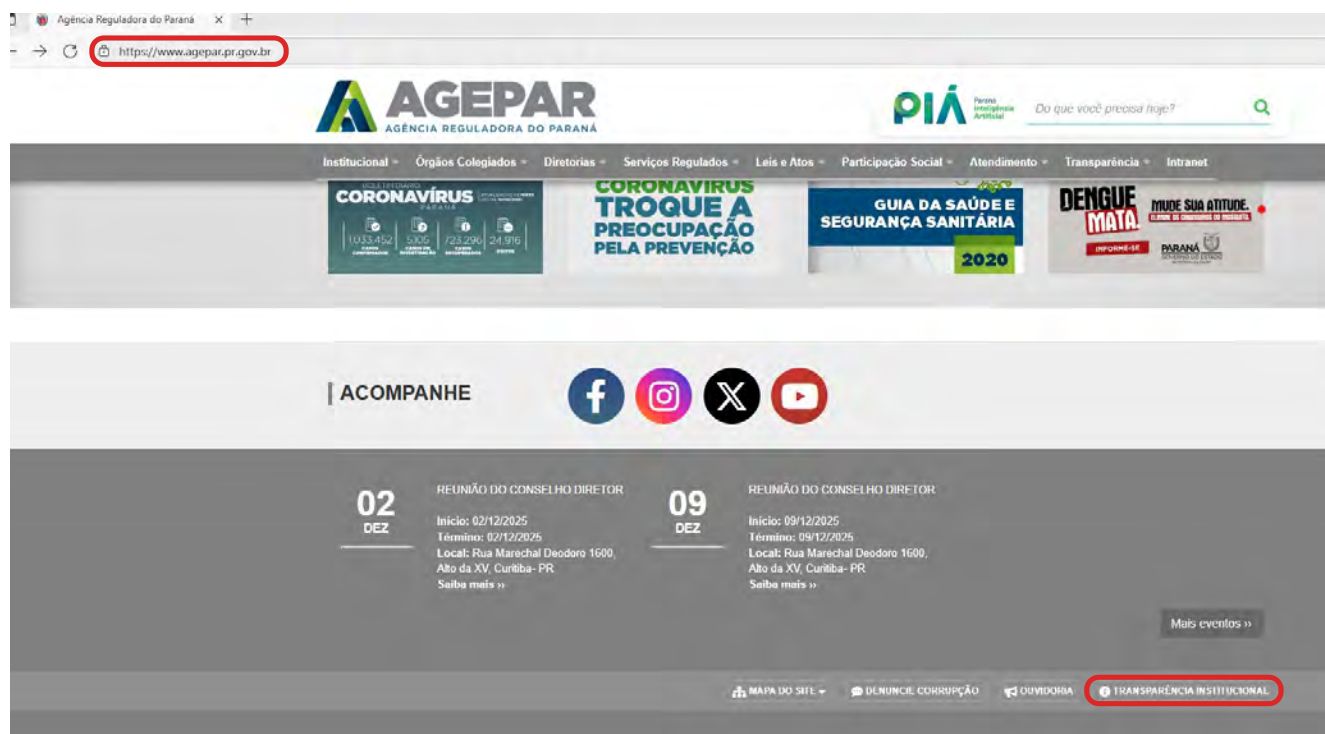 Agência Reguladora do Paraná
https://www.agepar.pr.gov.br
AGEPAR
AGÊNCIA REGULADORA DO PARANÁ
PIÁ Paraná Inteligência Artificial
Do que você precisa hoje?
Institucional Órgãos Colegiados Diretorias Serviços Regulados Leis e Atos Participação Social Atendimento Transparência Intranet
CORONAVÍRUS
PARANÁ
1.033.452 5.105 723.290 24.916
CORONAVÍRUS
TROQUE A
PREOCUPAÇÃO
PELA PREVENÇÃO
GUIA DA SAÚDE E
SEGURANÇA SANITÁRIA
2020
DENGUE
MATA
INFORME-SE
MUDE SUA ATITUDE.
PARANÁ
GOVERNO DO ESTADO
ACOMPANHE
02
DEZ
REUNIÃO DO CONSELHO DIRETOR
Início: 02/12/2025
Término: 02/12/2025
Local: Rua Marechal Deodoro 1600,
Alto da XV, Curitiba- PR
Saiba mais »
09
DEZ
REUNIÃO DO CONSELHO DIRETOR
Início: 09/12/2025
Término: 09/12/2025
Local: Rua Marechal Deodoro 1600,
Alto da XV, Curitiba- PR
Saiba mais »
Mais eventos »
MAPA DO SITE DENUNCIE CORRUPÇÃO OUVIDORIA TRANSPARÊNCIA INSTITUCIONAL